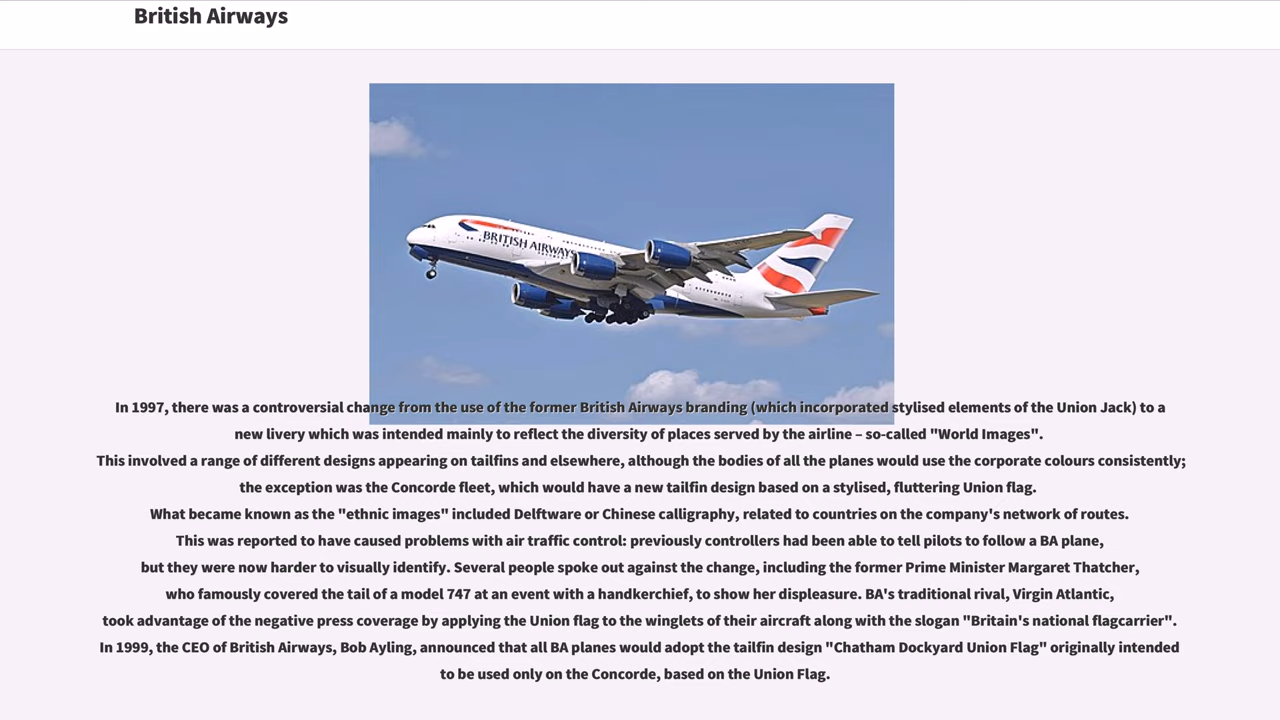 British Airways
BRITISH AIRWAYS
In 1997, there was a controversial change from the use of the former British Airways branding (which incorporated stylised elements of the Union Jack) to a
new livery which was intended mainly to reflect the diversity of places served by the airline – so-called "World Images".
This involved a range of different designs appearing on tailfins and elsewhere, although the bodies of all the planes would use the corporate colours consistently;
the exception was the Concorde fleet, which would have a new tailfin design based on a stylised, fluttering Union flag.
What became known as the "ethnic images" included Delftware or Chinese calligraphy, related to countries on the company's network of routes.
This was reported to have caused problems with air traffic control: previously controllers had been able to tell pilots to follow a BA plane,
but they were now harder to visually identify. Several people spoke out against the change, including the former Prime Minister Margaret Thatcher,
who famously covered the tail of a model 747 at an event with a handkerchief, to show her displeasure. BA's traditional rival, Virgin Atlantic,
took advantage of the negative press coverage by applying the Union flag to the winglets of their aircraft along with the slogan "Britain's national flagcarrier".
In 1999, the CEO of British Airways, Bob Ayling, announced that all BA planes would adopt the tailfin design "Chatham Dockyard Union Flag" originally intended
to be used only on the Concorde, based on the Union Flag.